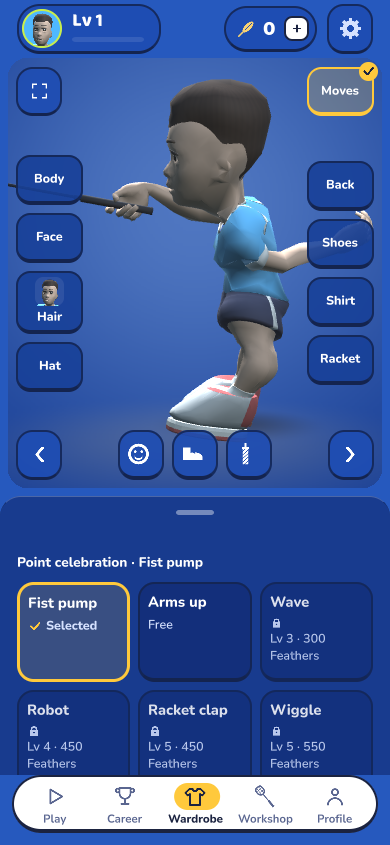 Lv 1
0
Moves
Body
Back
Face
Shoes
Hair
Shirt
Hat
Racket
Point celebration · Fist pump
Fist pump
Selected
Arms up
Free
Wave
Lv 3 · 300
Feathers
Robot
Lv 4 · 450
Feathers
Racket clap
Lv 5 · 450
Feathers
Wiggle
Lv 5 · 550
Feathers
Play
Career
Wardrobe
Workshop
Profile